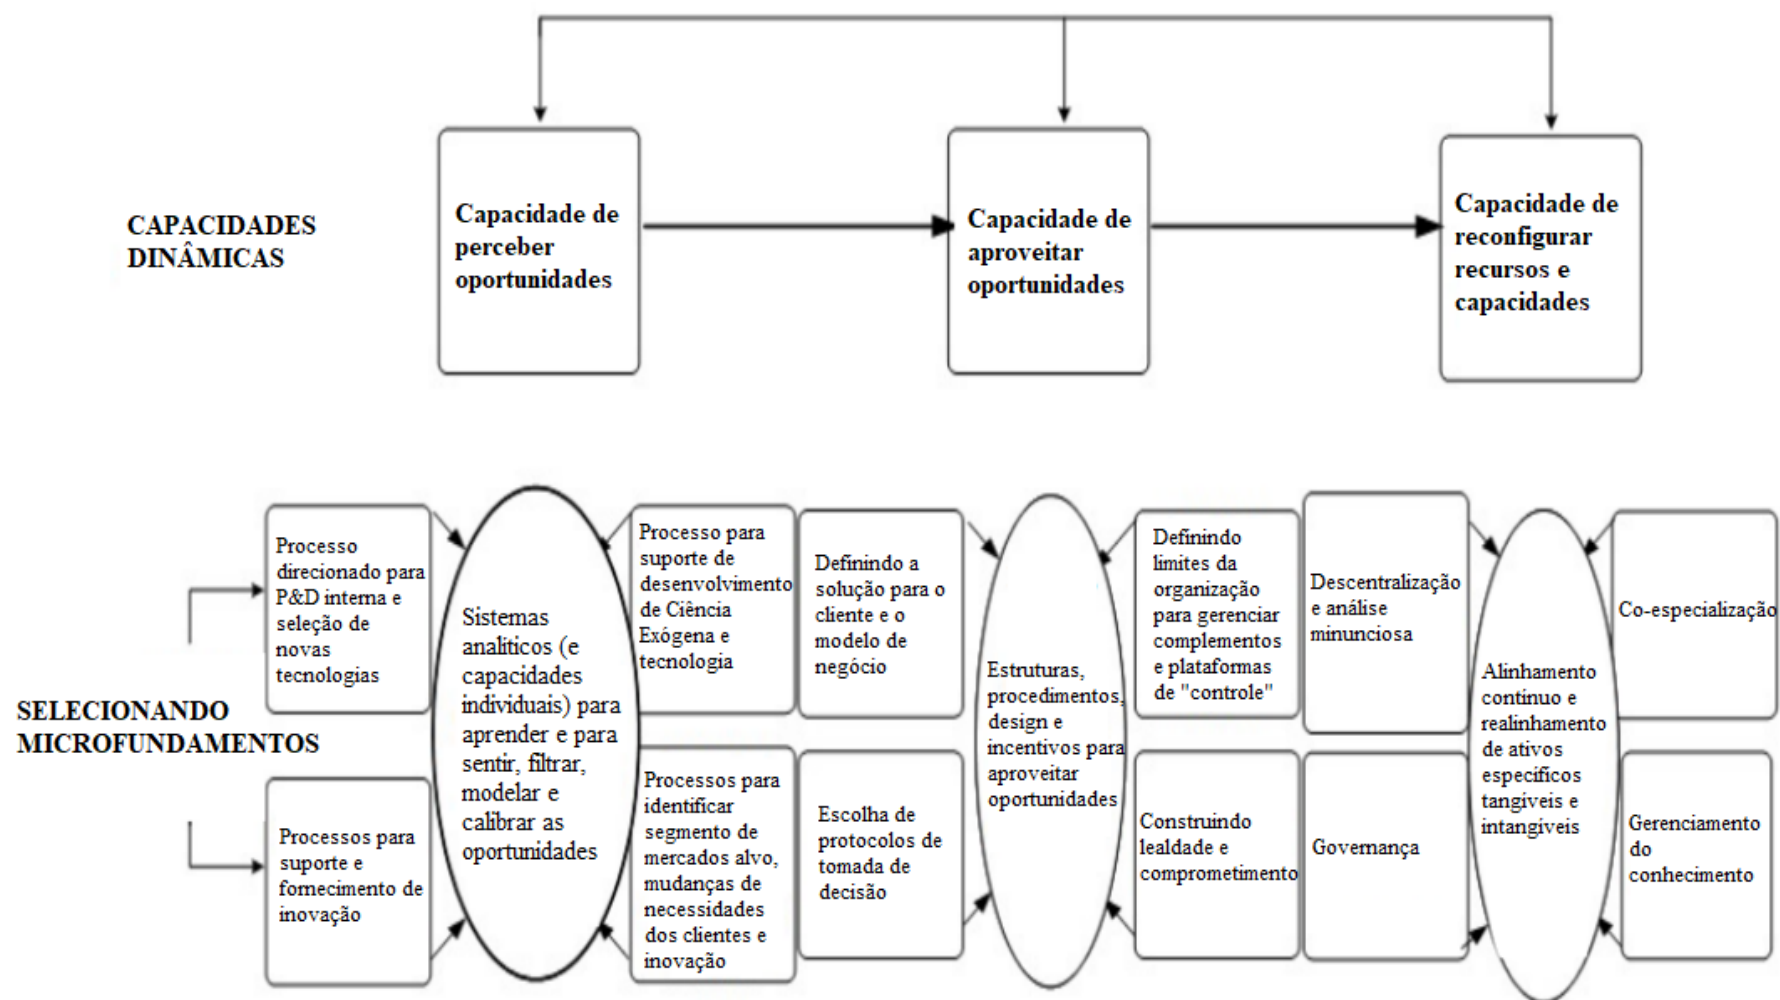 CAPACIDADES
DINÂMICAS
Capacidade de
perceber
oportunidades
Capacidade de
aproveitar
oportunidades
Capacidade de
reconfigurar
recursos e
capacidades
SELECIONANDO
MICROFUNDAMENTOS
Processo
direcionado para
P&D interna e
seleção de
novas
tecnologias
Processos para
suporte e
fornecimento de
inovação
Sistemas
analíticos (e
capacidades
individuais) para
aprender e para
sentir, filtrar,
modelar e
calibrar as
oportunidades
Processo para
suporte de
desenvolvimento
de Ciência
Exógena e
tecnologia
Processos para
identificar
segmento de
mercados alvo,
mudanças de
necessidades
dos clientes e
inovação
Definindo a
solução para o
cliente e o
modelo de
negócio
Escolha de
protocolos de
tomada de
decisão
Estruturas,
procedimentos,
design e
incentivos para
aproveitar
oportunidades
Definindo
limites da
organização
para gerenciar
complementos
e plataformas
de "controle"
Construindo
lealdade e
comprometimento
Descentralização
e análise
minunciosa
Governança
Alinhamento
contínuo e
realinhamento
de ativos
específicos
tangíveis e
intangíveis
Co-especialização
Gerenciamento
do
conhecimento